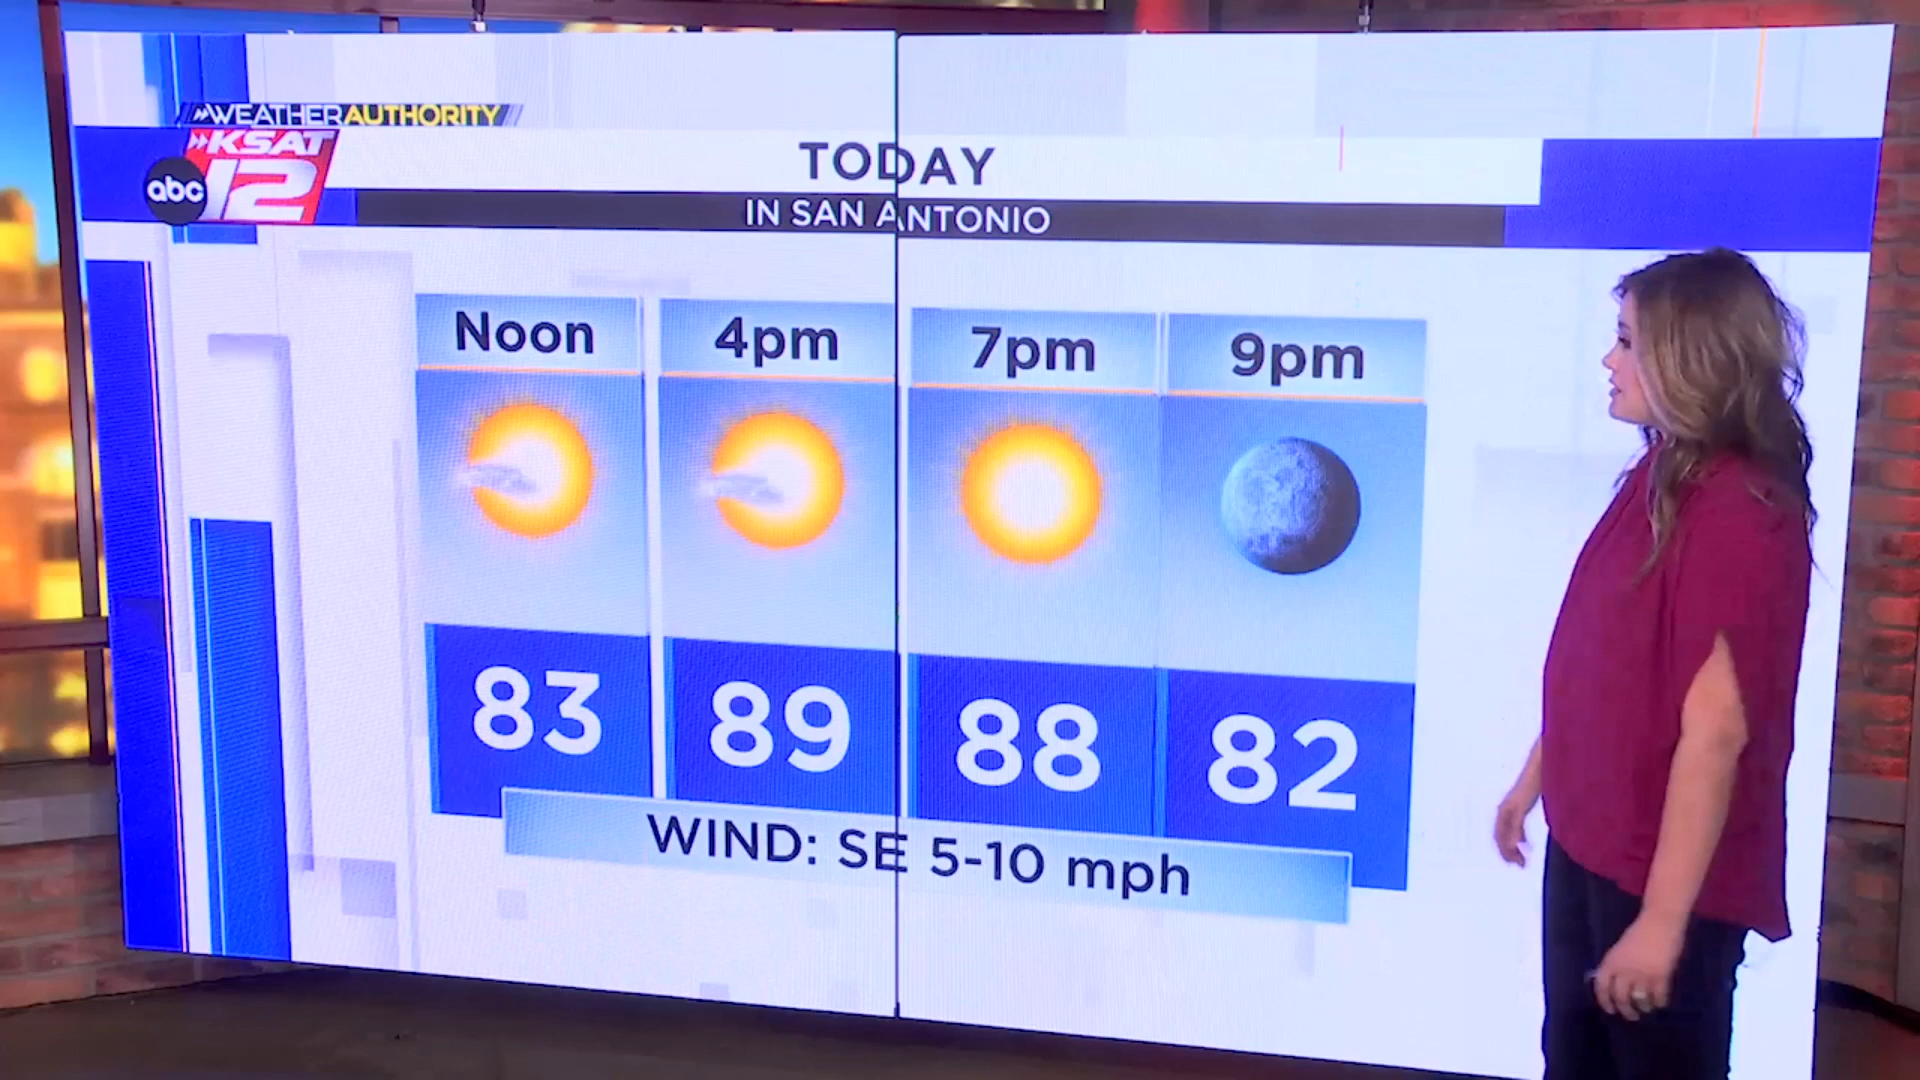 »WEATHERAUTHORITY
»KSAT
abc 12
TODAY
IN SAN ANTONIO
Noon 4pm 7pm 9pm
83 89 88 82
WIND: SE 5-10 mph